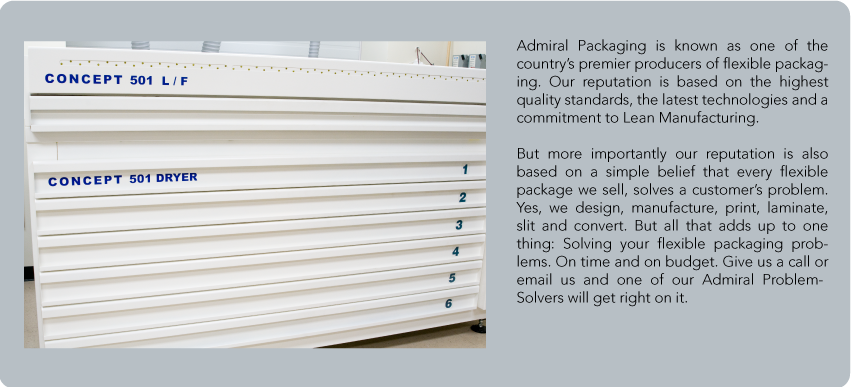 CONCEPT 501 L / F
CONCEPT 501 DRYER
1
2
3
4
5
6
Admiral Packaging is known as one of the
country's premier producers of flexible packag-
ing. Our reputation is based on the highest
quality standards, the latest technologies and a
commitment to Lean Manufacturing.
But more importantly our reputation is also
based on a simple belief that every flexible
package we sell, solves a customer's problem.
Yes, we design, manufacture, print, laminate,
slit and convert. But all that adds up to one
thing: Solving your flexible packaging prob-
lems. On time and on budget. Give us a call or
email us and one of our Admiral Problem-
Solvers will get right on it.